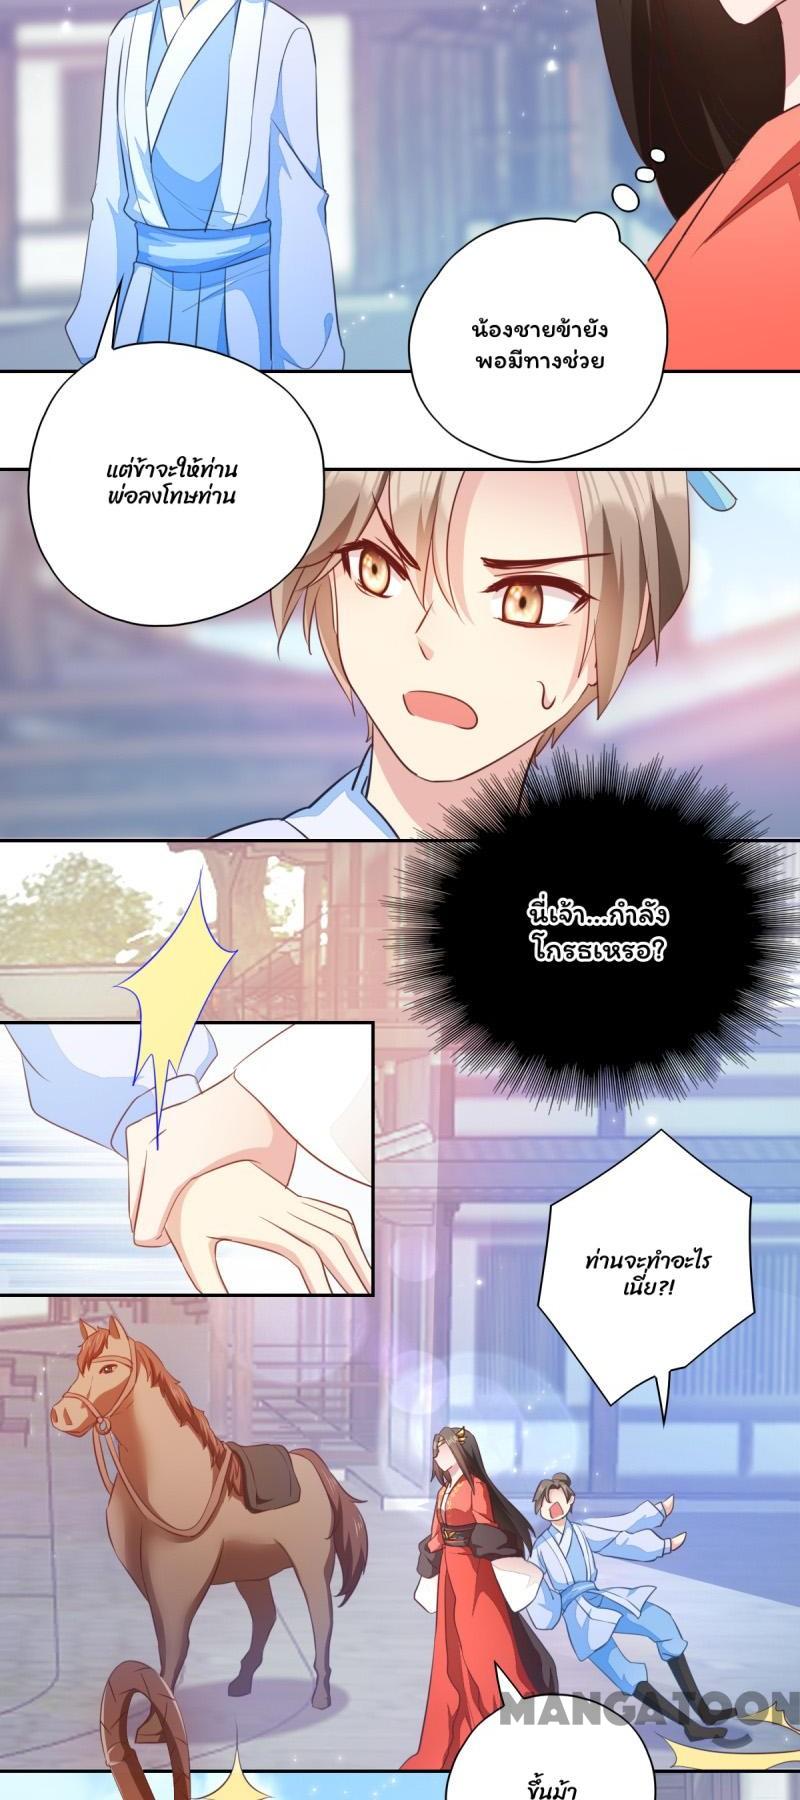 น้องชายข้ายัง
พอมีทางช่วย
แต่ข้าจะให้ท่าน
พ่อลงโทษท่าน
นี่เจ้า....กำลัง
โกรธเหรอ?
ท่านจะทำอะไร
เนี่ย?!
MANGATOON
ขึ้นม้า